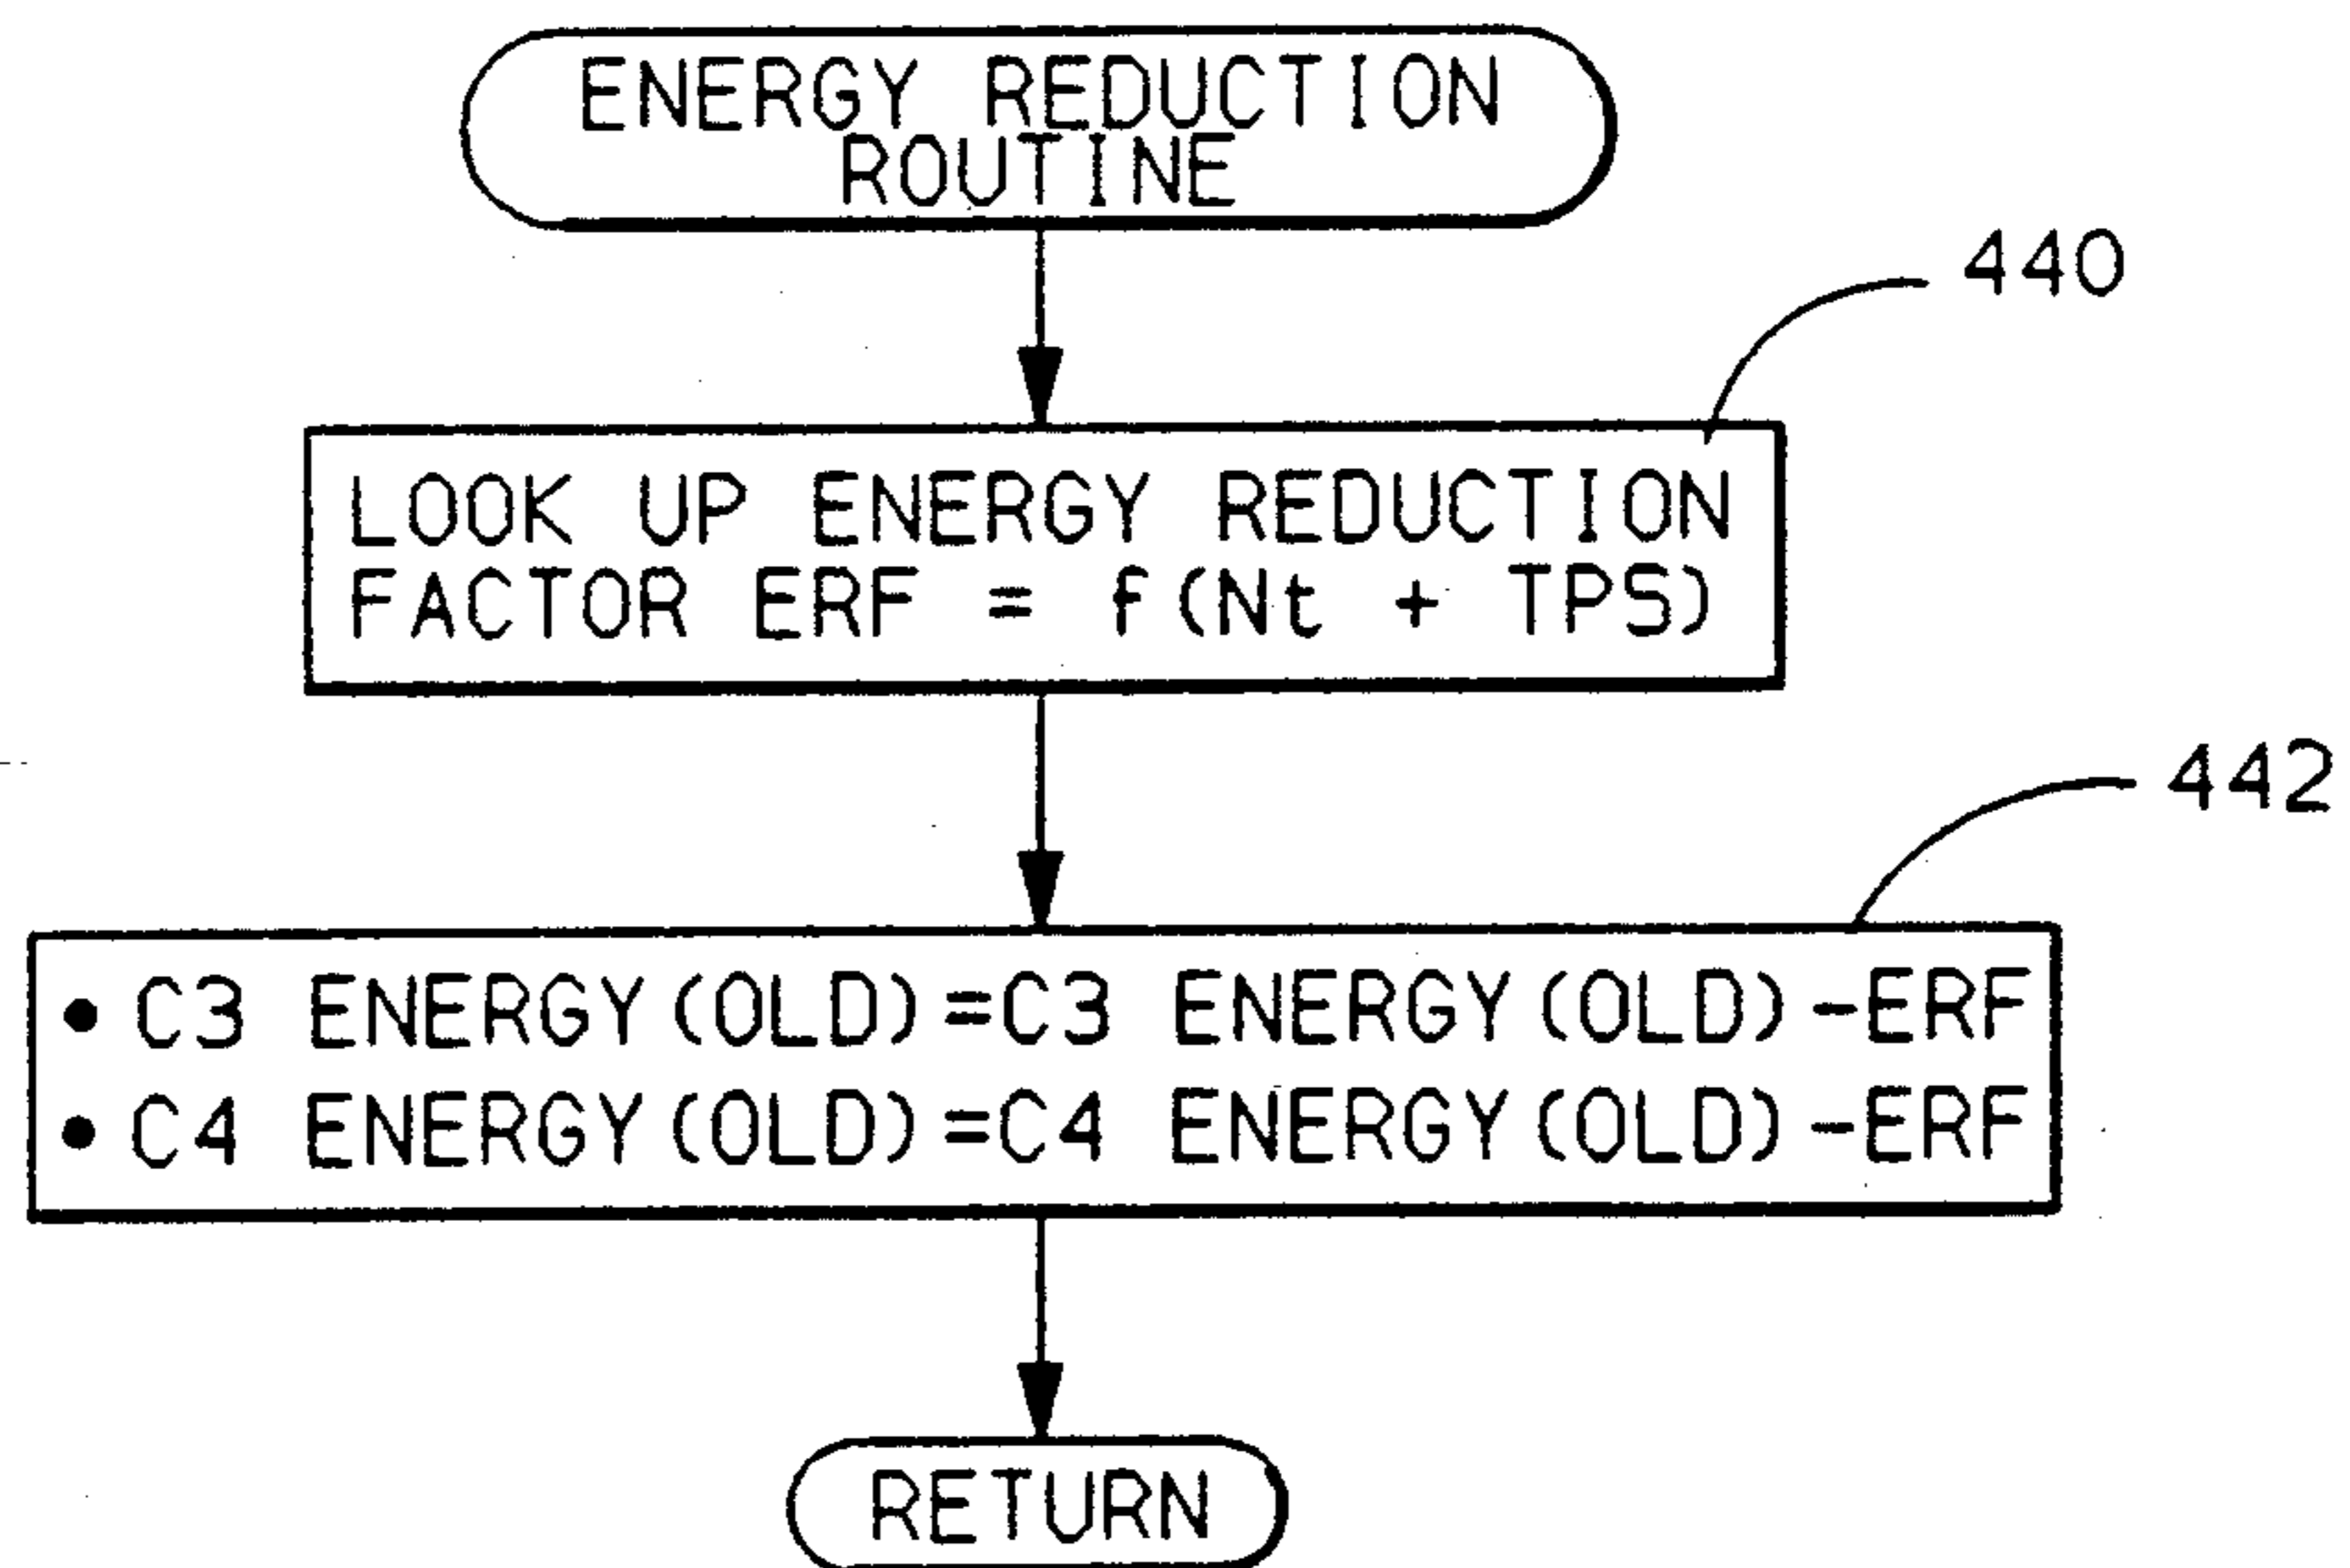 ENERGY REDUCTION
ROUTINE
440
LOOK UP ENERGY REDUCTION
FACTOR ERF = f(Nt + TPS)
442
• C3 ENERGY(OLD)=C3 ENERGY(OLD)-ERF
• C4 ENERGY(OLD)=C4 ENERGY(OLD)-ERF
RETURN